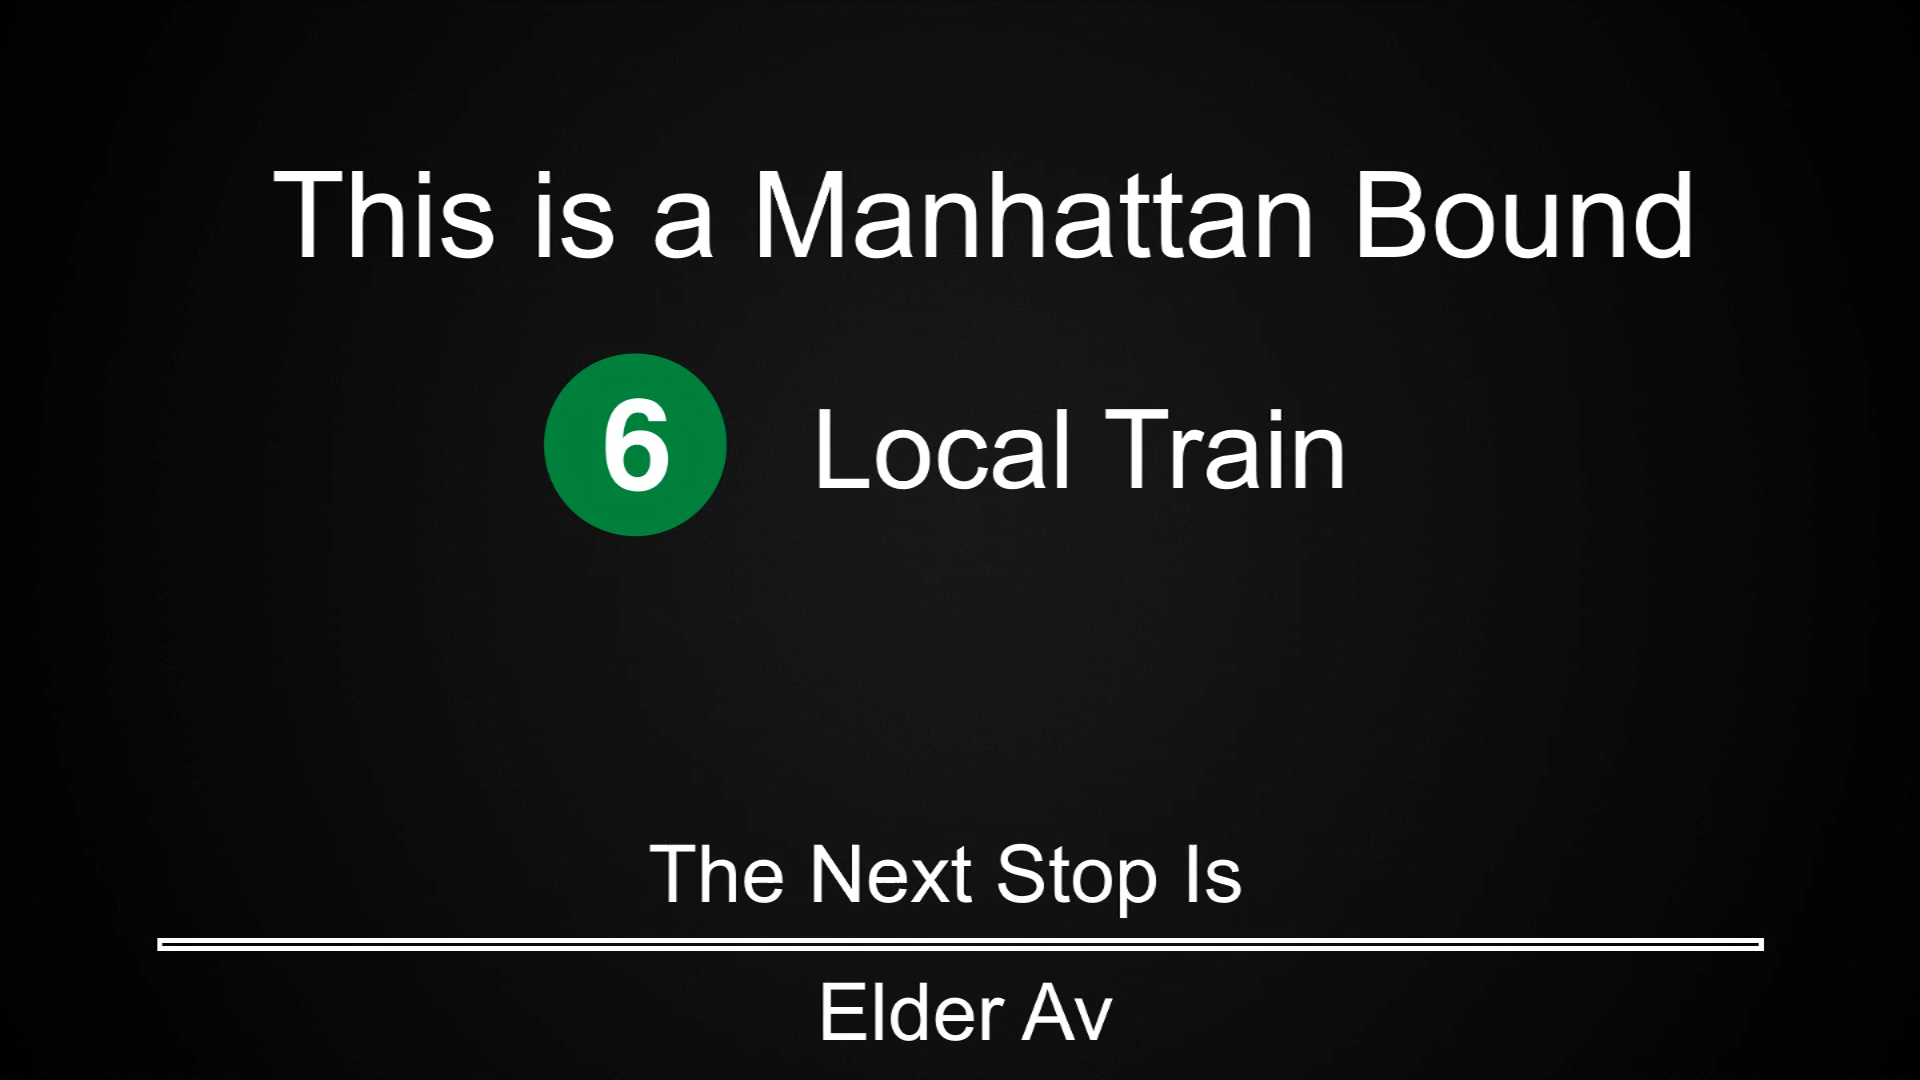 This is a Manhattan Bound
6 Local Train
The Next Stop Is
Elder Av